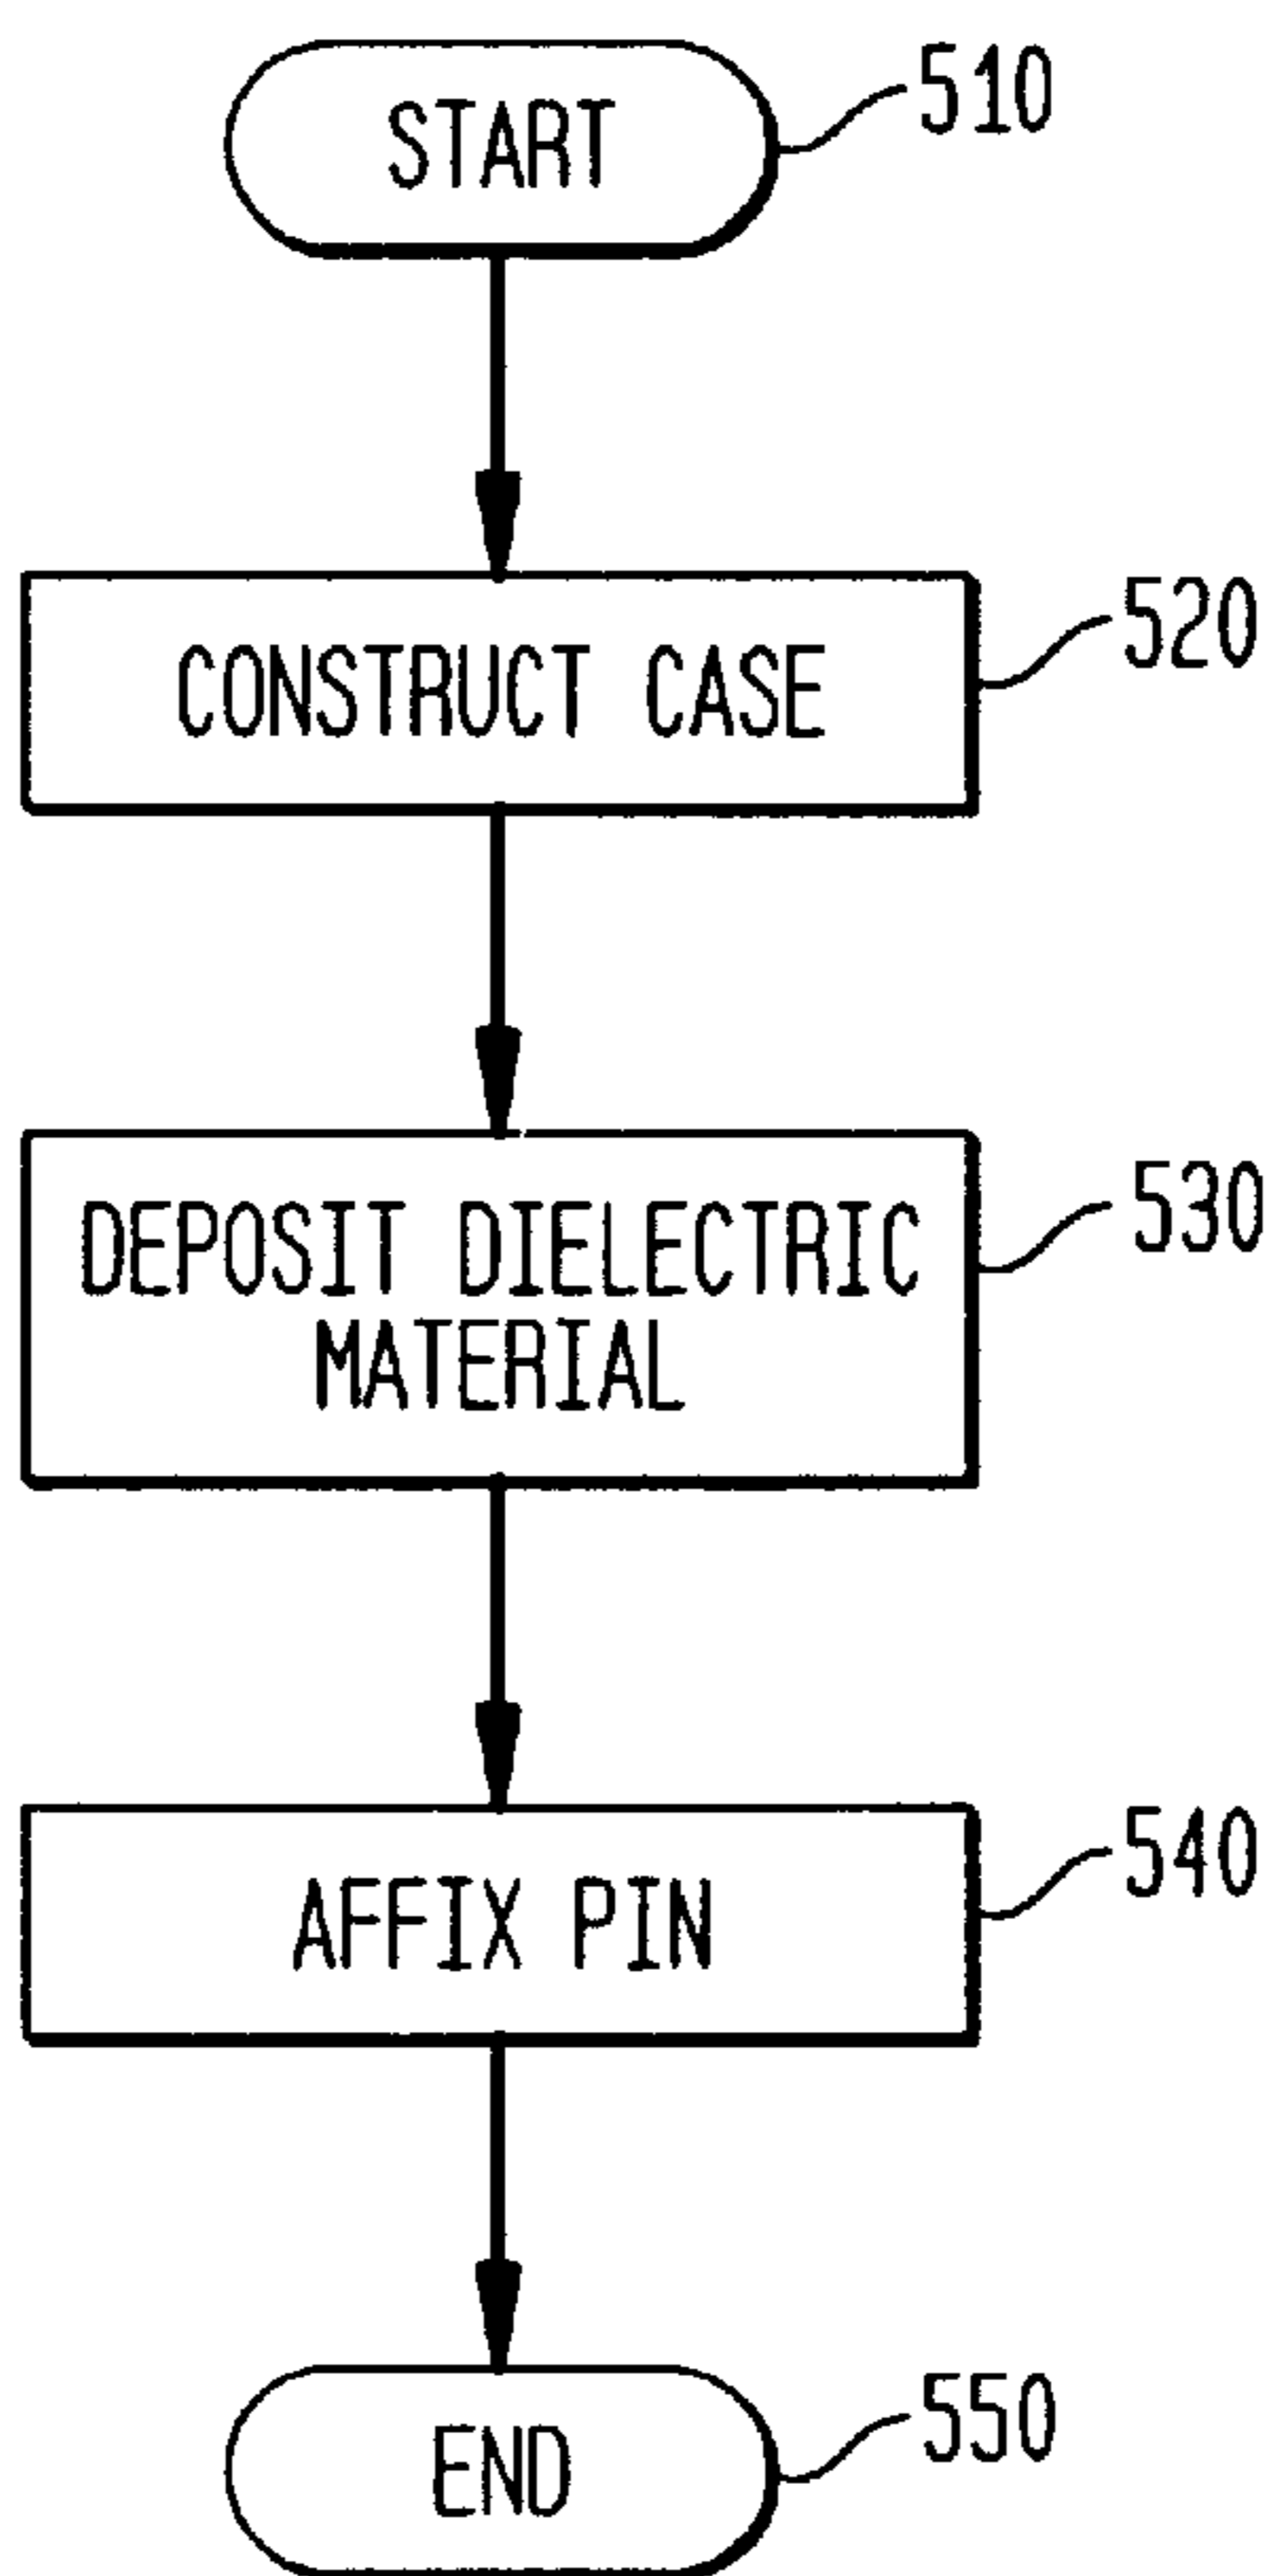 START
510
CONSTRUCT CASE
520
DEPOSIT DIELECTRIC
MATERIAL
530
AFFIX PIN
540
END
550